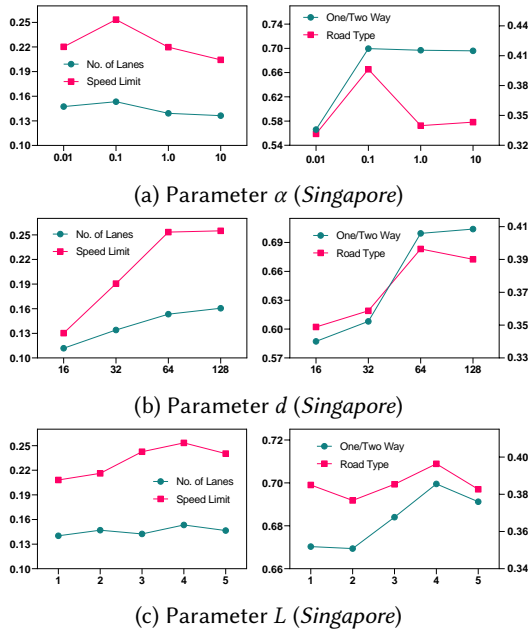 0.25
0.22
0.19
0.16
0.13
0.10
No. of Lanes
Speed Limit
0.01 0.1 1.0 10
0.74
0.70
0.66
0.62
0.58
0.54
One/Two Way
Road Type
0.44
0.41
0.38
0.35
0.32
0.01 0.1 1.0 10
(a) Parameter α (Singapore)
0.25
0.22
0.19
0.16
0.13
0.10
No. of Lanes
Speed Limit
16 32 64 128
0.69
0.66
0.63
0.60
0.57
One/Two Way
Road Type
0.41
0.39
0.37
0.35
0.33
16 32 64 128
(b) Parameter d (Singapore)
0.25
0.22
0.19
0.16
0.13
0.10
No. of Lanes
Speed Limit
1 2 3 4 5
0.72
0.70
0.68
0.66
One/Two Way
Road Type
0.40
0.38
0.36
0.34
1 2 3 4 5
(c) Parameter L (Singapore)